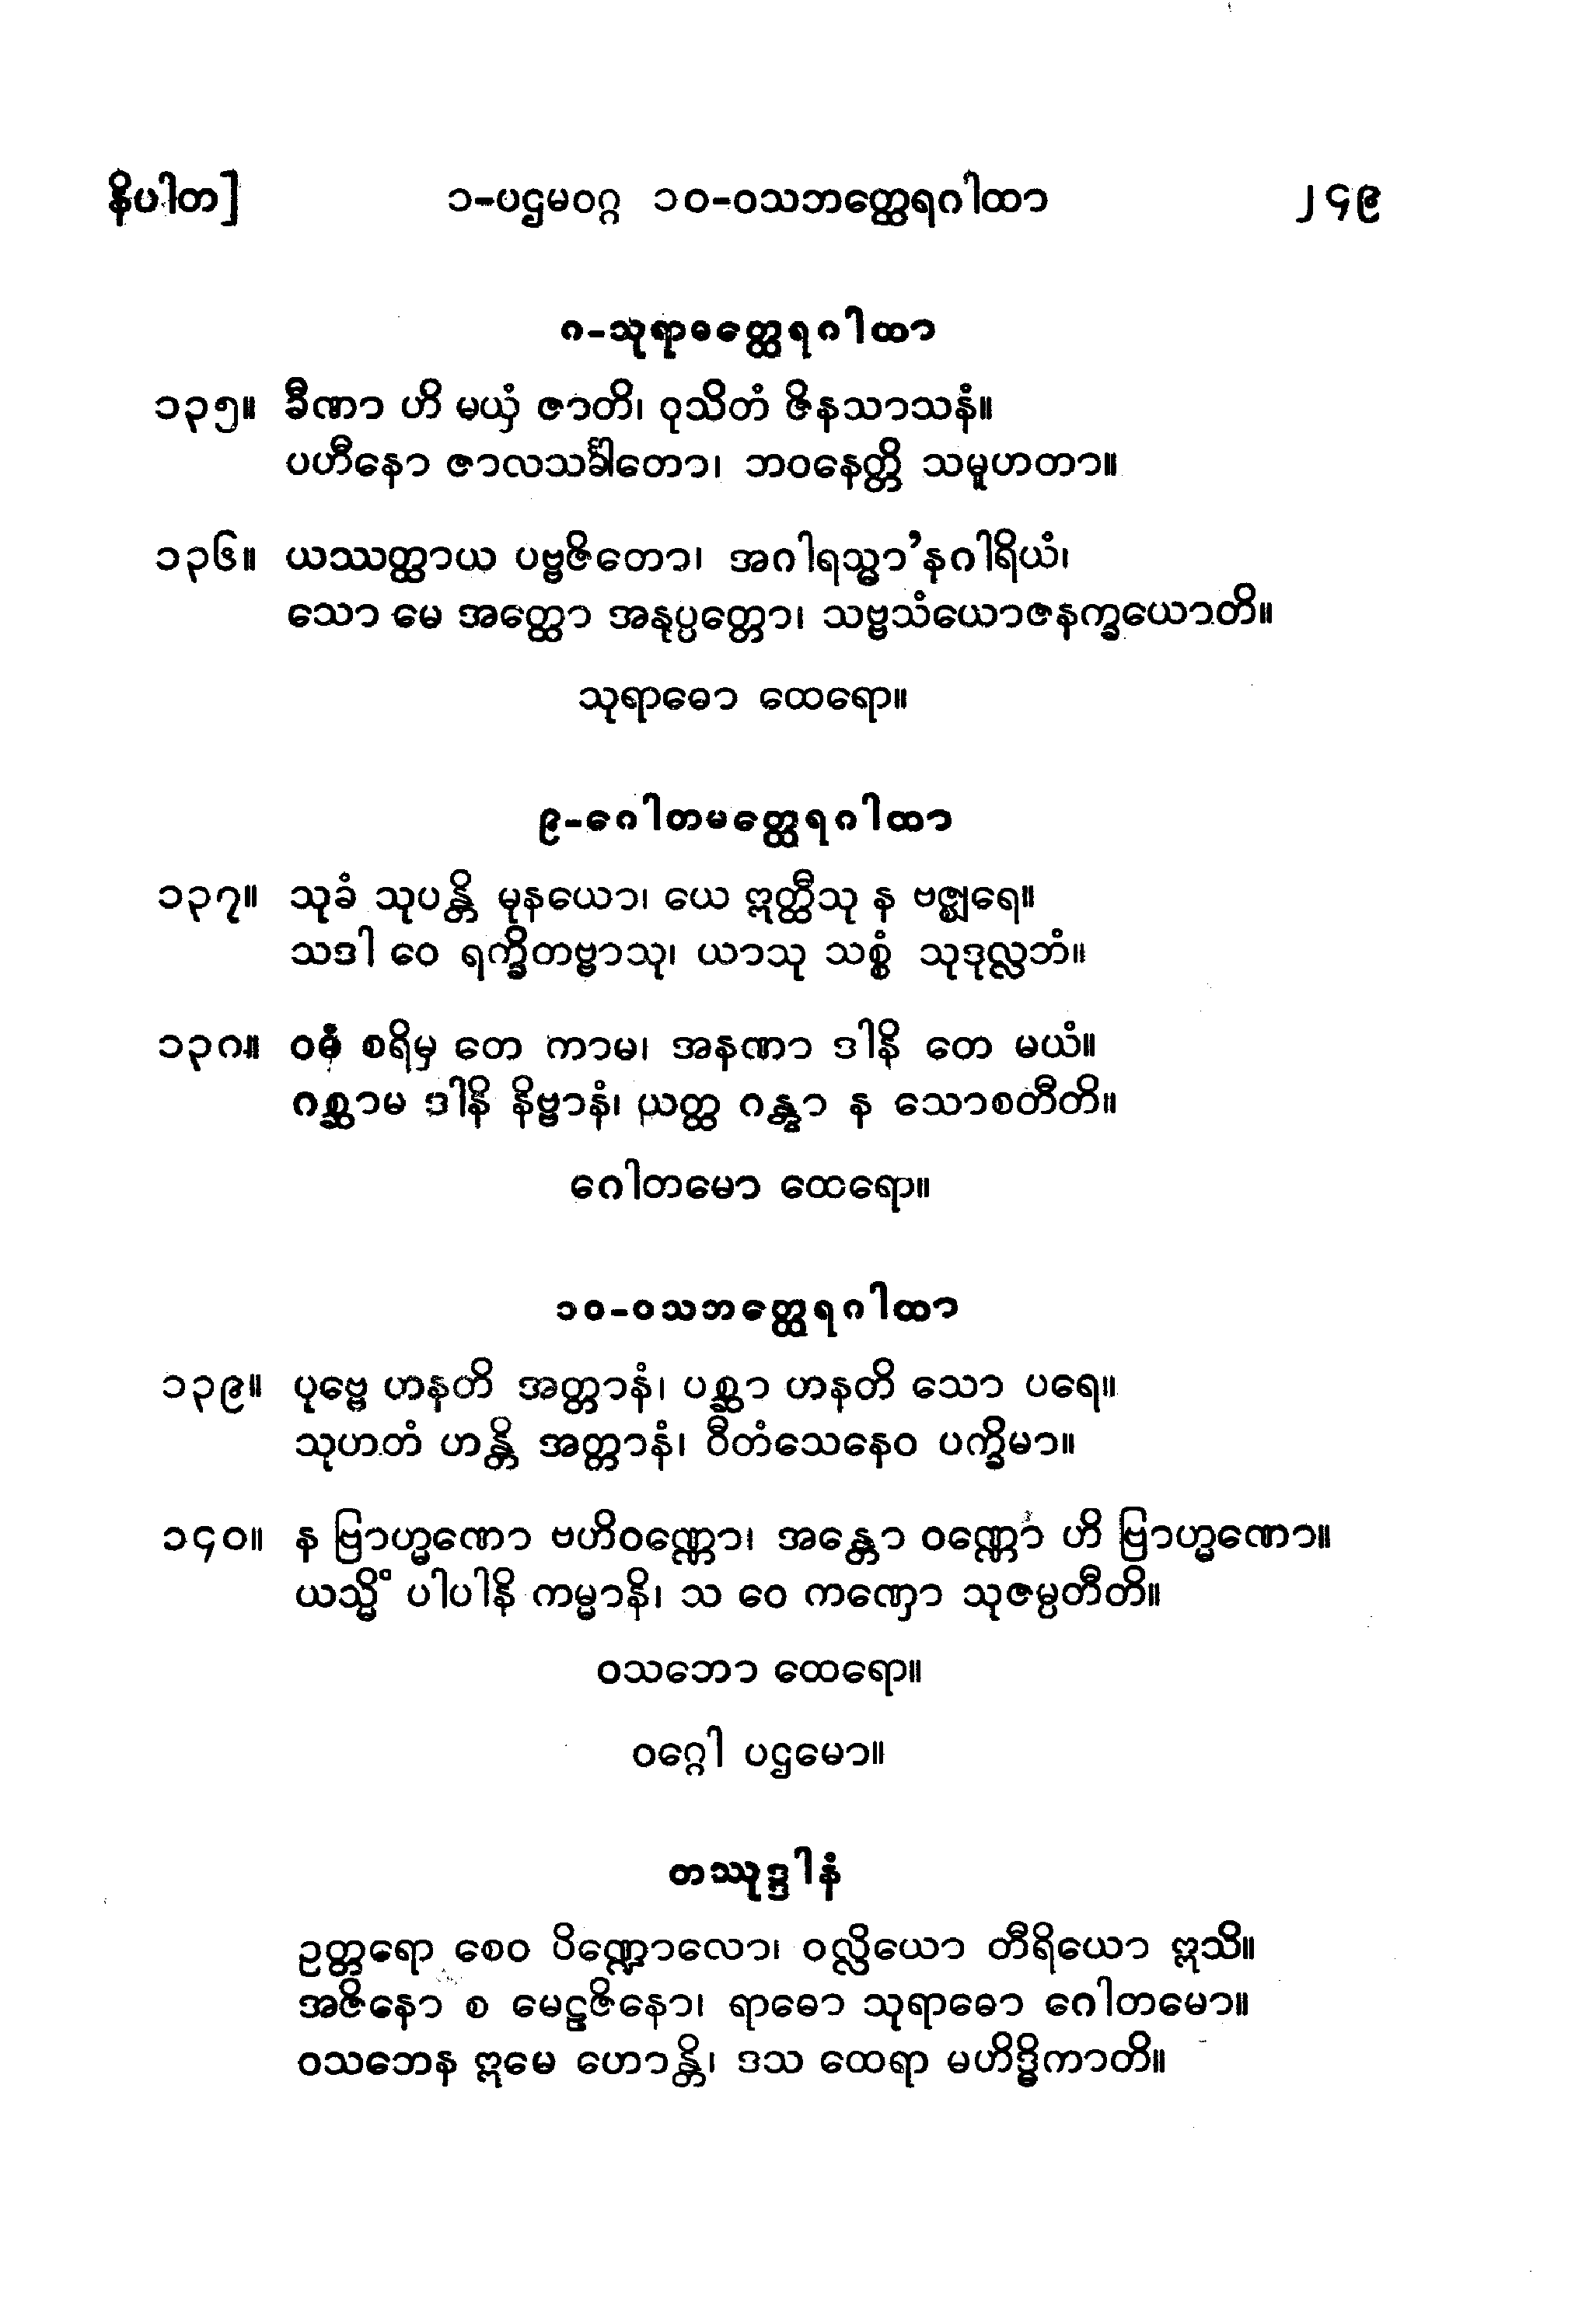 နိပါတ] ၁-ပဌမဝဂ္ဂ ၁၀-ဝသဘတ္ထေရဂါထာ ၂၄၉
ဂ-သုရာဓတ္ထေရဂါထာ
၁၃၅။ ခီဏာ ဟိ မယှံ ဇာတိ၊ ဝုသိတံ ဇိနသာသနံ။
ပဟီနော ဇာလသင်္ခါတော၊ ဘဝနေတ္တိ သမူဟတာ။
၁၃၆။ ယဿတ္ထာယ ပဗ္ဗဇိတော၊ အဂါရသ္မာ’နဂါရိယံ၊
သော မေ အတ္ထော အနုပ္ပတ္တော၊ သဗ္ဗသံယောဇနက္ခယောတိ။
သုရာဓော ထေရော။
၉-ဂေါတမတ္ထေရဂါထာ
၁၃၇။ သုခံ သုပန္တိ မုနယော၊ ယေ ဣတ္ထီသု န ဗဇ္ဈရေ။
သဒါ ဝေ ရက္ခိတဗ္ဗာသု၊ ယာသု သစ္စံ သုဒုလ္လဘံ။
၁၃၈။ ဝဓံ စရိမှ တေ ကာမ၊ အနဏာ ဒါနိ တေ မယံ။
ဂစ္ဆာမ ဒါနိ နိဗ္ဗာနံ၊ ယတ္ထ ဂန္တွာ န သောစတီတိ။
ဂေါတမော ထေရော။
၁၀-ဝသဘတ္ထေရဂါထာ
၁၃၉။ ပုဗ္ဗေ ဟနတိ အတ္တာနံ၊ ပစ္ဆာ ဟနတိ သော ပရေ။
သုဟတံ ဟန္တိ အတ္တာနံ၊ ဝီတံသေနေဝ ပက္ခိမာ။
၁၄၀။ န ဗြာဟ္မဏော ဗဟိဝဏ္ဏော၊ အန္တော ဝဏ္ဏော ဟိ ဗြာဟ္မဏော။
ယသ္မိံ ပါပါနိ ကမ္မာနိ၊ သ ဝေ ကဏှော သုဇမ္ပတီတိ။
ဝသဘော ထေရော။
ဝဂ္ဂေါ ပဌမော။
တဿုဒ္ဒါနံ
ဥတ္တရော စေဝ ပိဏ္ဍောလော၊ ဝလ္လိယော တီရိယော ဣသိ။
အဇိနော စ မေဠဇိနော၊ ရာဓော သုရာဓော ဂေါတမော။
ဝသဘေန ဣမေ ဟောန္တိ၊ ဒသ ထေရာ မဟိဒ္ဓိကာတိ။